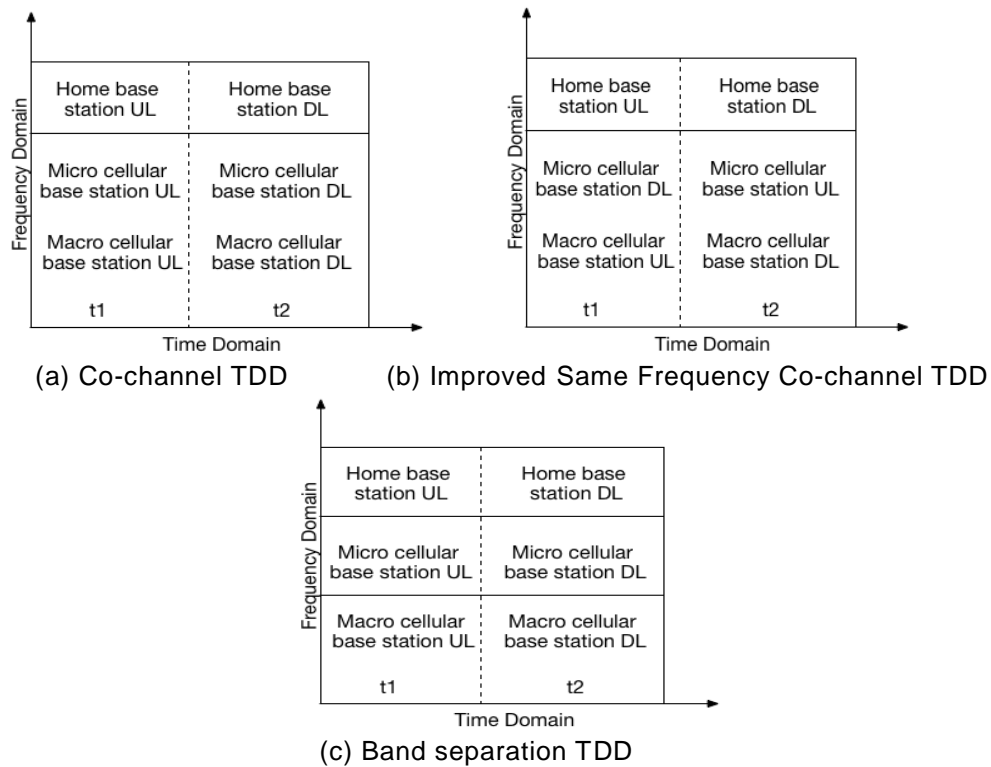 Frequency Domain
Home base
station UL
Home base
station DL
Micro cellular
base station UL
Micro cellular
base station DL
Macro cellular
base station UL
Macro cellular
base station DL
t1
t2
Time Domain
(a) Co-channel TDD
Frequency Domain
Home base
station UL
Home base
station DL
Micro cellular
base station DL
Micro cellular
base station UL
Macro cellular
base station UL
Macro cellular
base station DL
t1
t2
Time Domain
(b) Improved Same Frequency Co-channel TDD
Frequency Domain
Home base
station UL
Home base
station DL
Micro cellular
base station UL
Micro cellular
base station DL
Macro cellular
base station UL
Macro cellular
base station DL
t1
t2
Time Domain
(c) Band separation TDD